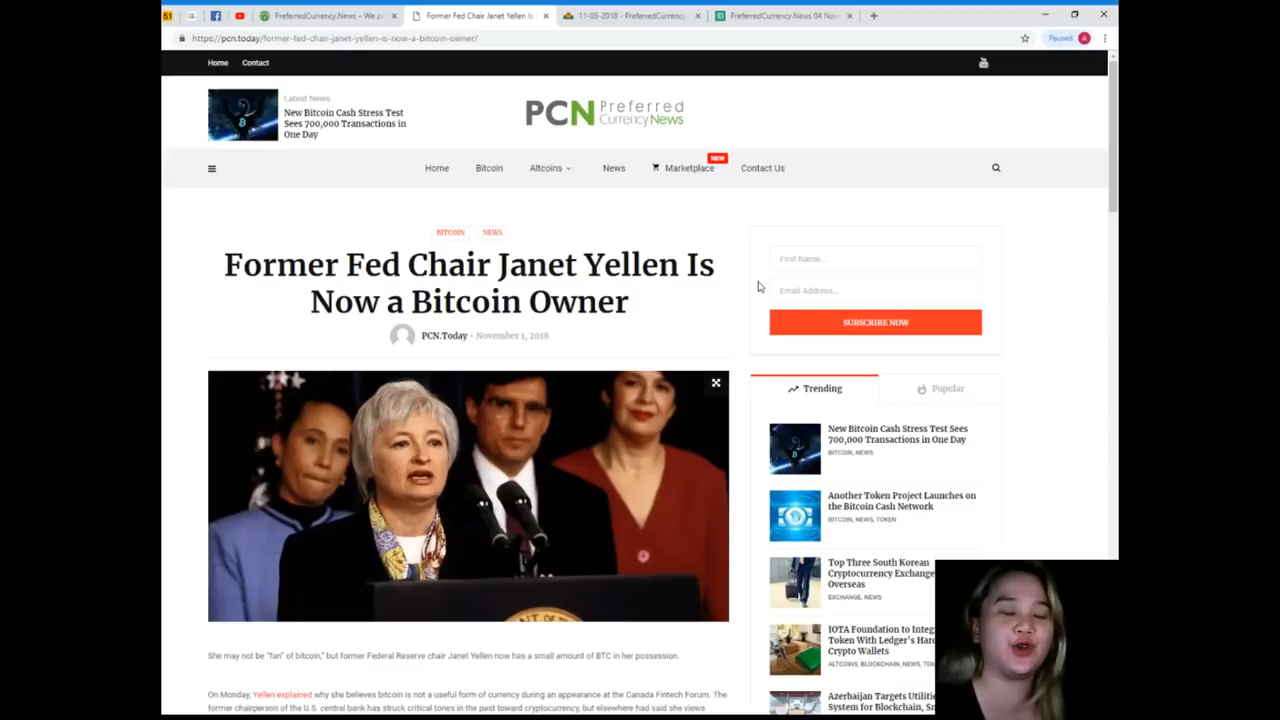 51
PreferredCurrency.News – We p
Former Fed Chair Janet Yellen Is
'11-03-2018 - PreferredCurrency
PreferredCurrency.News 04 Nov
https://pcn.today/former-fed-chair-janet-yellen-is-now-a-bitcoin-owner/
Paused
A
Home
Contact
Latest News
New Bitcoin Cash Stress Test
Sees 700,000 Transactions in
One Day
PCN Preferred
Currency News
Home
Bitcoin
Altcoins
News
Marketplace
NEW
Contact Us
BITCOIN
NEWS
Former Fed Chair Janet Yellen Is
Now a Bitcoin Owner
PCN.Today - November 1, 2018
She may not be "fan" of bitcoin," but former Federal Reserve chair Janet Yellen now has a small amount of BTC in her possession.
On Monday, Yellen explained why she believes bitcoin is not a useful form of currency during an appearance at the Canada Fintech Forum. The
former chairperson of the U.S. central bank has struck critical tones in the past toward cryptocurrency, but elsewhere had said she views
First Name...
Email Address...
SUBSCRIBE NOW
Trending
Popular
New Bitcoin Cash Stress Test Sees
700,000 Transactions in One Day
BITCOIN, NEWS
Another Token Project Launches on
the Bitcoin Cash Network
BITCOIN, NEWS, TOKEN
Top Three South Korean
Cryptocurrency Exchange
Overseas
EXCHANGE, NEWS
IOTA Foundation to Integ
Token With Ledger's Hard
Crypto Wallets
ALTCOINS, BLOCKCHAIN, NEWS, TOK
Azerbaijan Targets Utilitie
System for Blockchain, Sm